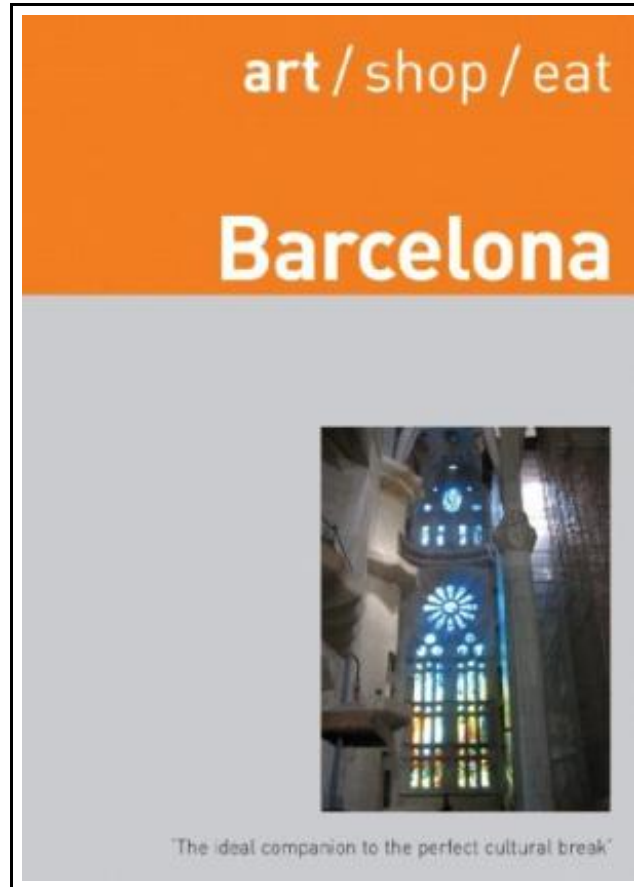 art / shop / eat
Barcelona
'The ideal companion to the perfect cultural break'